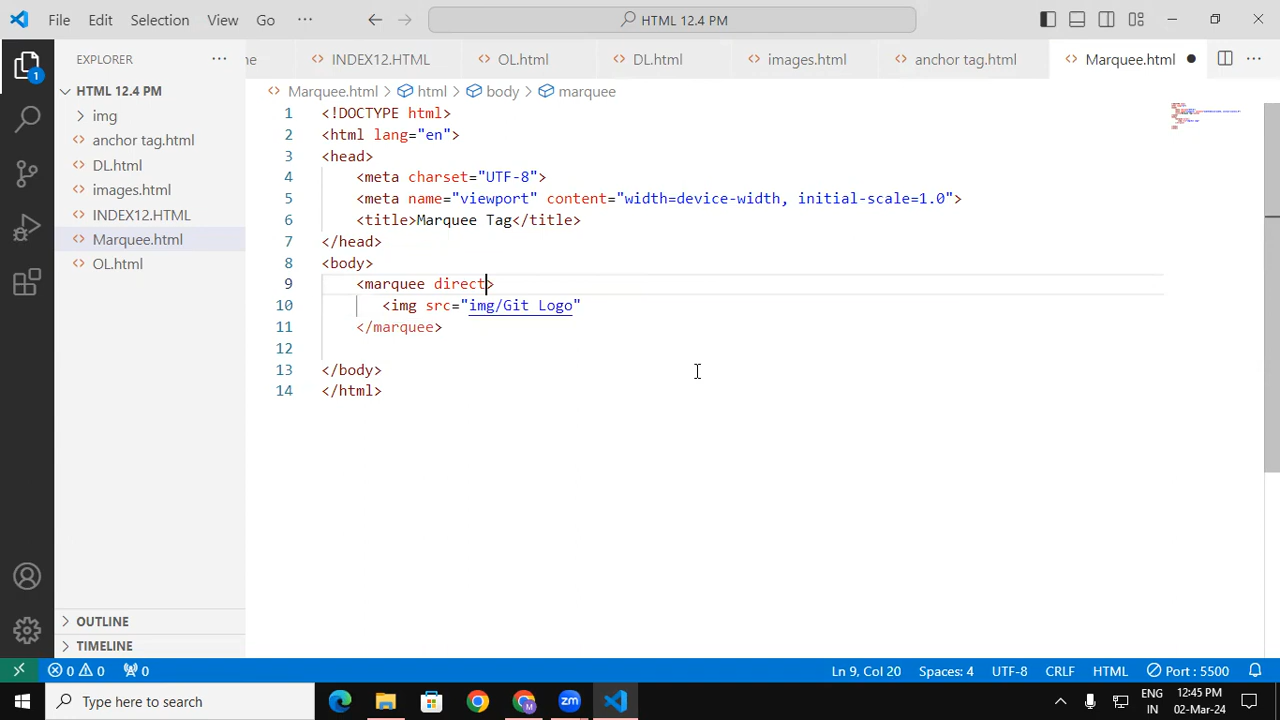 File Edit Selection View Go ··· HTML 12.4 PM
EXPLORER ···
1
me INDEX12.HTML OL.html DL.html images.html anchor tag.html Marquee.html ···
HTML 12.4 PM
img
anchor tag.html
DL.html
images.html
INDEX12.HTML
Marquee.html
OL.html
OUTLINE
TIMELINE
Marquee.html > html > body > marquee
1 <!DOCTYPE html>
2 <html lang="en">
3 <head>
4 <meta charset="UTF-8">
5 <meta name="viewport" content="width=device-width, initial-scale=1.0">
6 <title>Marquee Tag</title>
7 </head>
8 <body>
9 <marquee direct>
10 <img src="img/Git Logo"
11 </marquee>
12
13 </body>
14 </html>
0 0 0 Ln 9, Col 20 Spaces: 4 UTF-8 CRLF HTML Port : 5500
Type here to search
zm
M
ENG
IN
12:45 PM
02-Mar-24